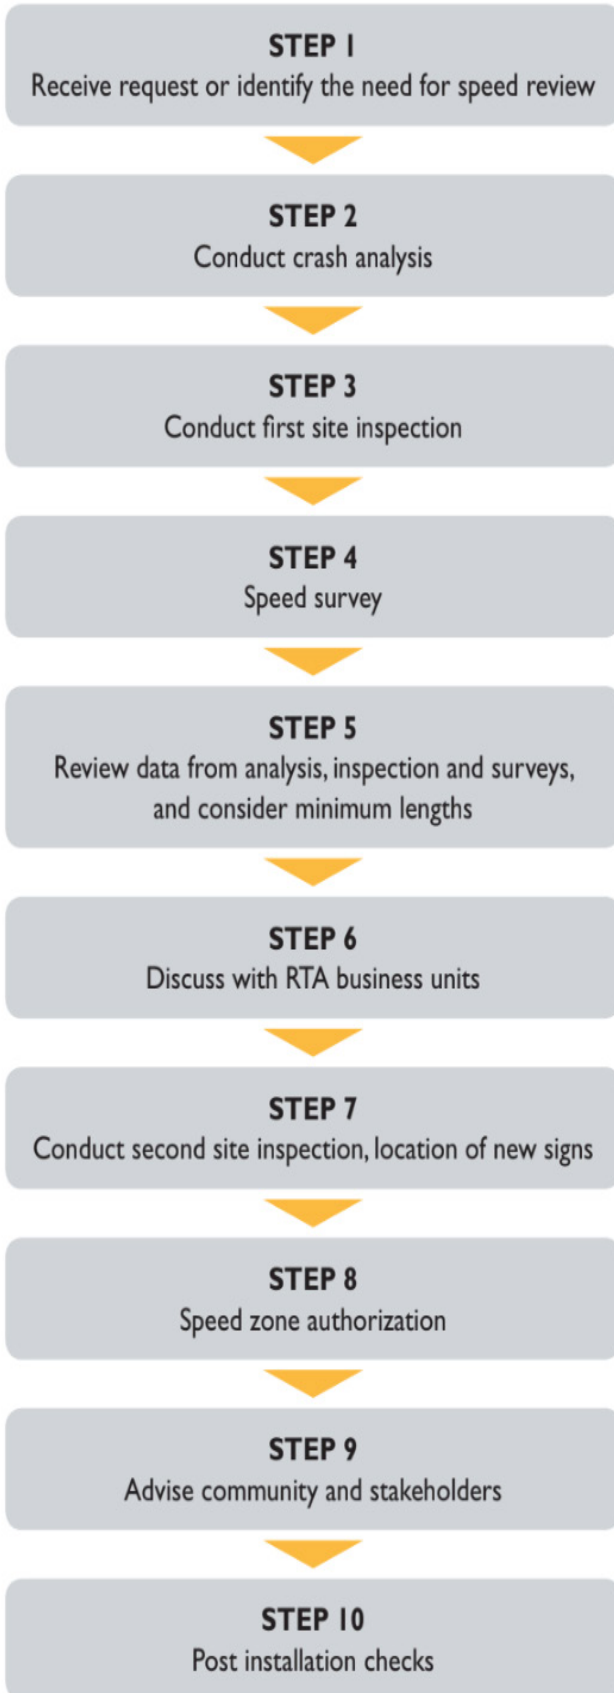 STEP 1
Receive request or identify the need for speed review
STEP 2
Conduct crash analysis
STEP 3
Conduct first site inspection
STEP 4
Speed survey
STEP 5
Review data from analysis, inspection and surveys,
and consider minimum lengths
STEP 6
Discuss with RTA business units
STEP 7
Conduct second site inspection, location of new signs
STEP 8
Speed zone authorization
STEP 9
Advise community and stakeholders
STEP 10
Post installation checks